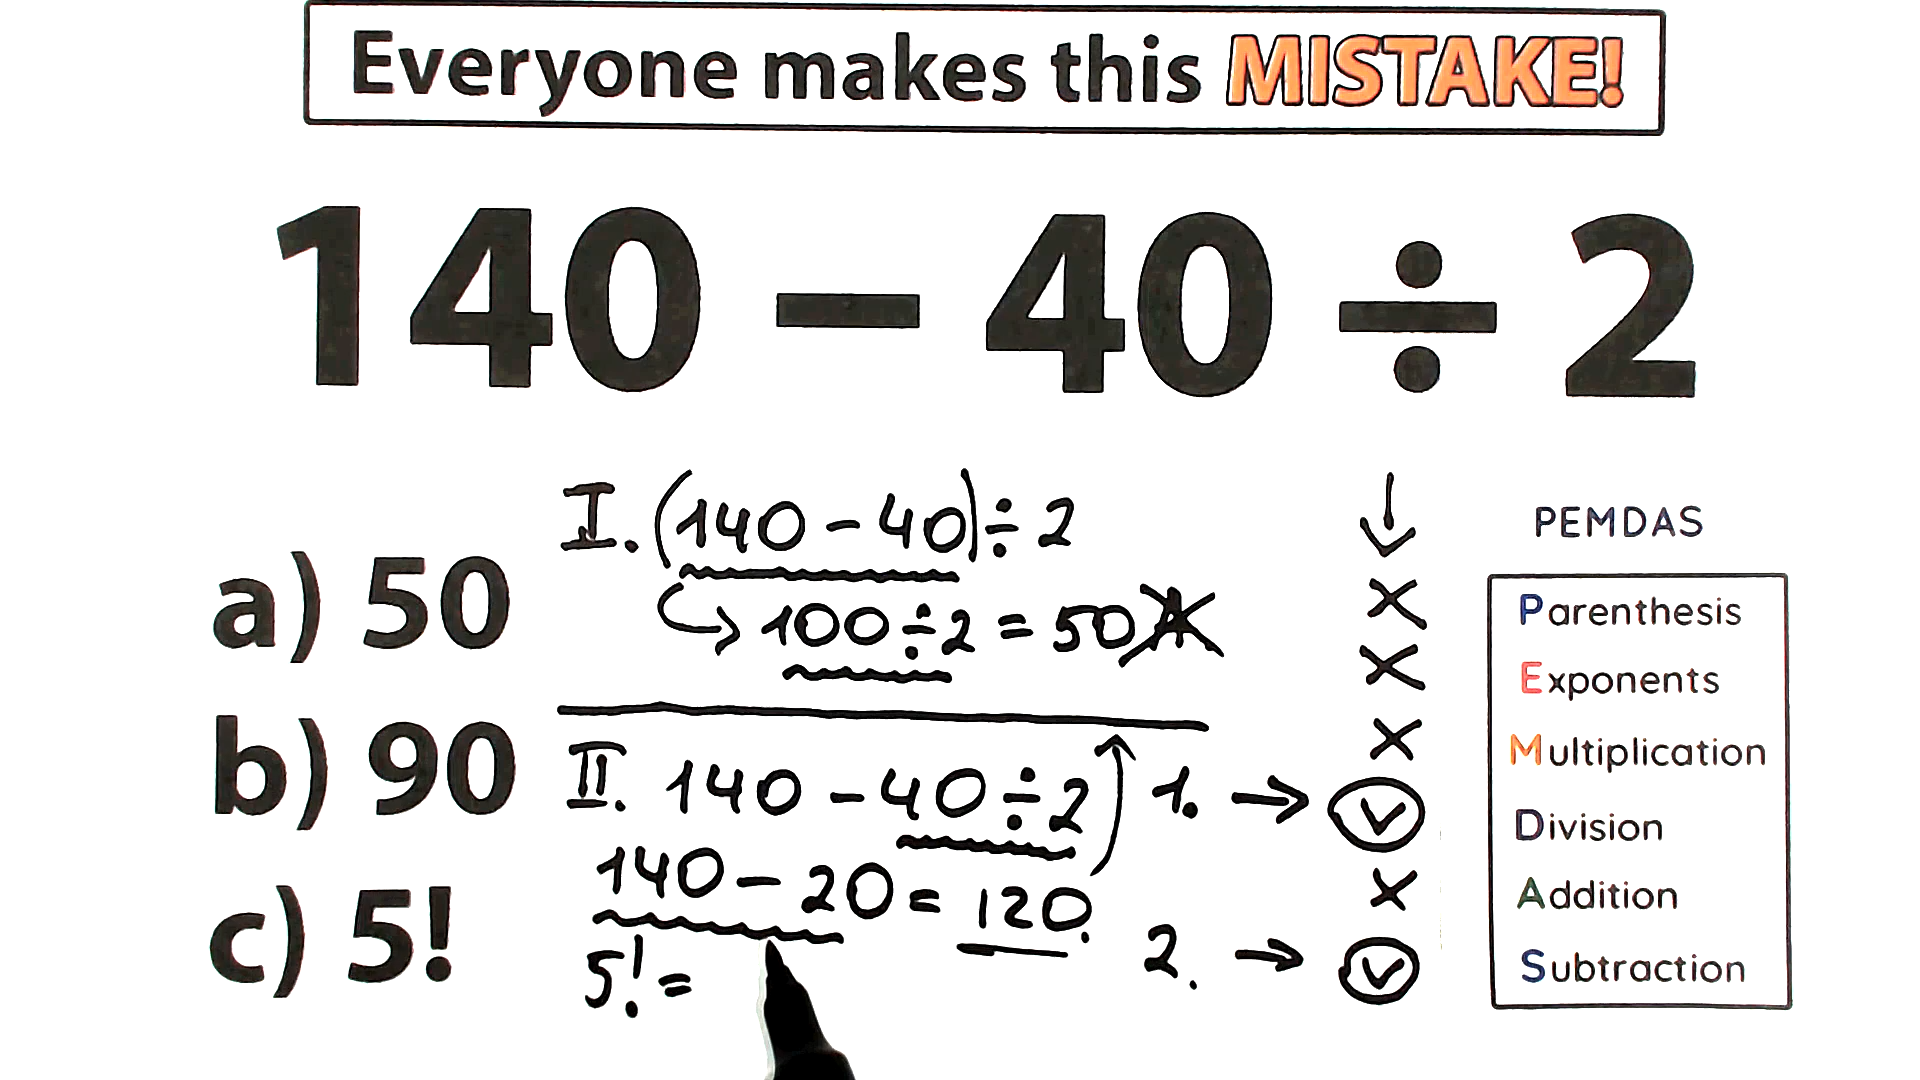 Everyone makes this MISTAKE!
140 – 40 ÷ 2
a) 50
b) 90
c) 5!
I. (140 – 40) ÷ 2
100 ÷ 2 = 50
II. 140 – 40 ÷ 2
140 – 20 = 120.
5! =
1.
2.
PEMDAS
Parenthesis
Exponents
Multiplication
Division
Addition
Subtraction